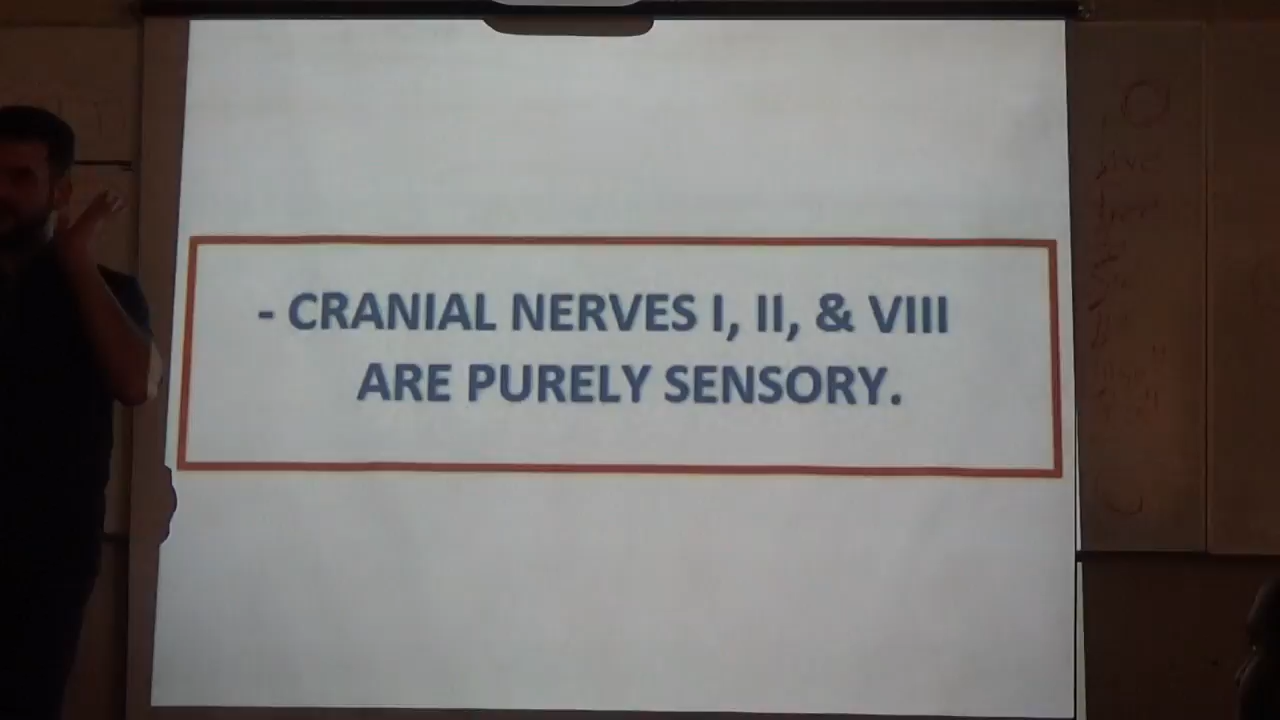 - CRANIAL NERVES I, II, & VIII
ARE PURELY SENSORY.